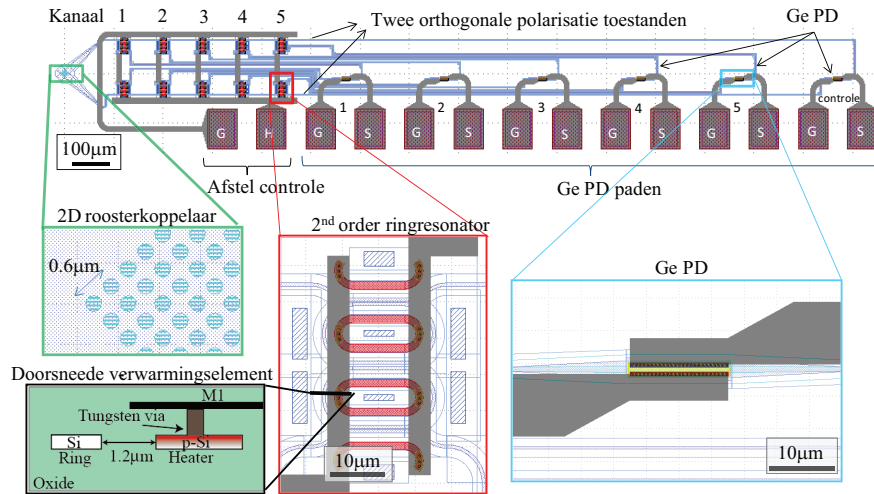 Kanaal 1 2 3 4 5
Twee orthogonale polarisatie toestanden
Ge PD
1 2 3 4 5 controle
G H G S G S G S G S G S G S
100μm
Afstel controle
Ge PD paden
2D roosterkoppelaar
0.6μm
2nd order ringresonator
10μm
Ge PD
10μm
Doorsneede verwarmingselement
M1
Tungsten via
Si
p-Si
Ring
1.2μm
Heater
Oxide